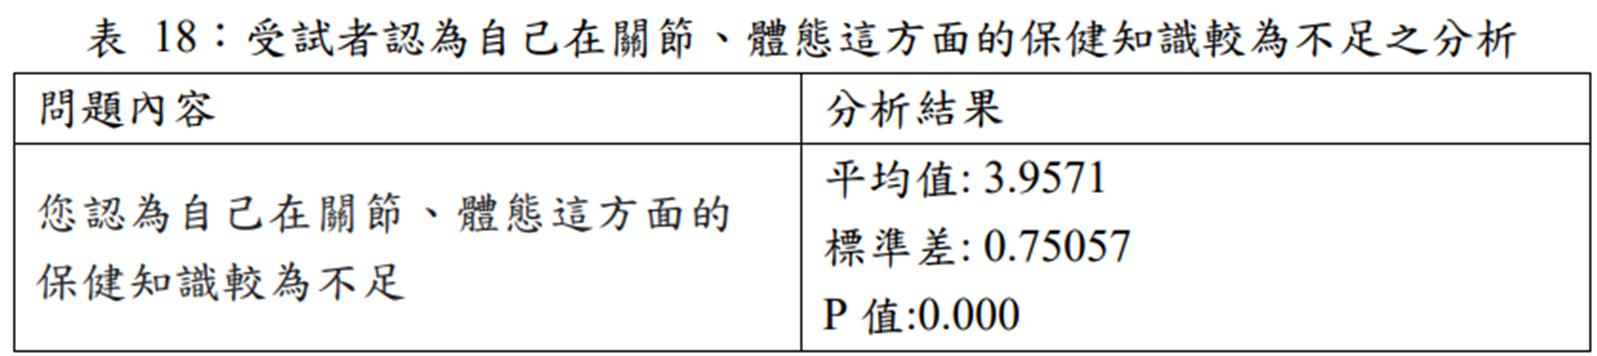 表 18：受試者認為自己在關節、體態這方面的保健知識較為不足之分析
問題內容
分析結果
您認為自己在關節、體態這方面的
保健知識較為不足
平均值: 3.9571
標準差: 0.75057
P 值:0.000